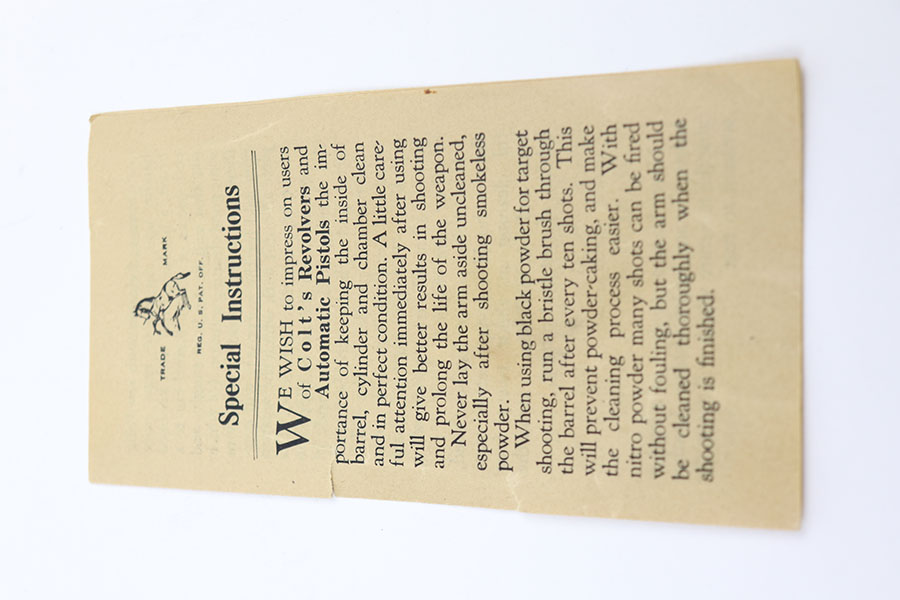 TRADE MARK
REG. U. S. PAT. OFF.
Special Instructions
WE WISH to impress on users
of Colt's Revolvers and
Automatic Pistols the im-
portance of keeping the inside of
barrel, cylinder and chamber clean
and in perfect condition. A little care-
ful attention immediately after using
will give better results in shooting
and prolong the life of the weapon.
Never lay the arm aside uncleaned,
especially after shooting smokeless
powder.
When using black powder for target
shooting, run a bristle brush through
the barrel after every ten shots. This
will prevent powder-caking, and make
the cleaning process easier. With
nitro powder many shots can be fired
without fouling, but the arm should
be cleaned thoroughly when the
shooting is finished.